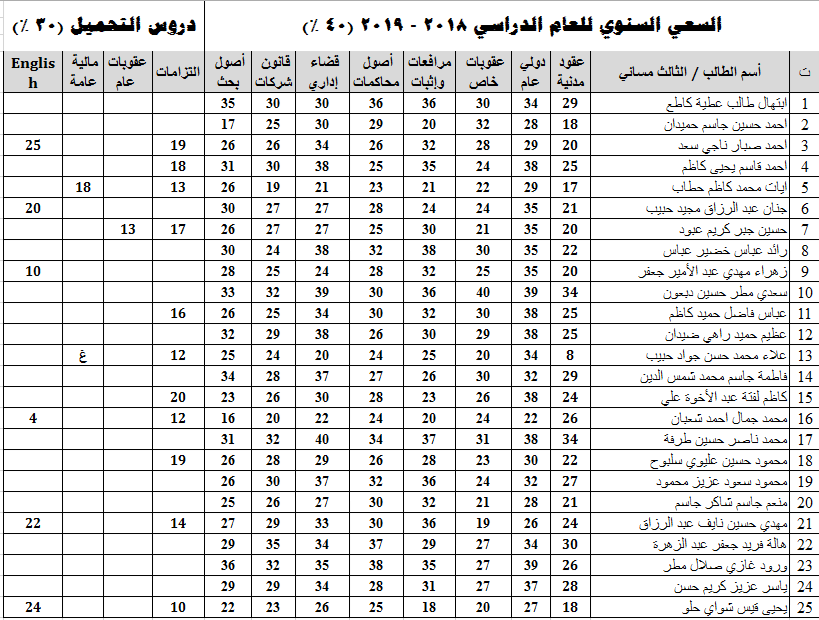 السعي السنوي للعام الدراسي ٢٠١٨ - ٢٠١٩ (٤٠ ٪) دروس التحميل (٣٠ ٪)
ت أسم الطالب / الثالث مسائي عقود مدنية دولي عام عقوبات خاص مرافعات وإثبات أصول محاكمات قضاء إداري قانون شركات أصول بحث التزامات عقوبات عام مالية عامة English
1 ابتهال طالب عطية كاطع 29 34 30 36 36 30 30 35
2 احمد حسين جاسم حميدان 18 28 32 20 29 30 25 17
3 احمد صبار ناجي سعد 20 29 28 32 26 34 26 26 19 25
4 احمد قاسم يحيى كاظم 25 38 24 35 25 38 30 31 18
5 ايات محمد كاظم حطاب 17 29 22 21 23 21 19 26 13 18
6 جنان عبد الرزاق مجيد حبيب 21 35 24 24 28 27 27 30 20
7 حسين جبر كريم عبود 20 35 21 30 25 27 27 26 17 13
8 رائد عباس خضير عباس 22 35 30 38 32 38 24 30
9 زهراء مهدي عبد الأمير جعفر 20 35 25 32 28 24 25 28 10
10 سعدي مطر حسين دبعون 34 39 40 36 30 39 32 33
11 عباس فاضل حميد كاظم 25 38 30 32 30 34 25 26 16
12 عظيم حميد راهي ضيدان 25 38 29 30 26 38 29 32
13 علاء محمد حسن جواد حبيب 8 34 20 25 24 20 24 25 12 غ
14 فاطمة جاسم محمد شمس الدين 29 32 30 26 27 37 28 34
15 كاظم لفتة عبد الأخوة علي 24 38 26 23 28 30 26 23 20
16 محمد جمال احمد شعبان 26 22 24 20 24 22 20 16 12 4
17 محمد ناصر حسين طرفة 34 38 31 37 34 40 32 31
18 محمود حسين عليوي سلبوح 22 30 23 28 26 29 28 26 19
19 محمود سعود عزيز محمود 27 32 24 36 32 37 30 26
20 منعم جاسم شاكر جاسم 21 28 21 32 30 27 26 25
21 مهدي حسين نايف عبد الرزاق 24 26 19 36 30 33 29 27 14 22
22 هالة فريد جعفر عبد الزهرة 30 34 27 29 37 34 35 29
23 ورود غازي صلال مطر 26 39 27 35 38 35 32 36
24 ياسر عزيز كريم حسن 28 37 27 31 28 34 29 29
25 يحيى قيس شواي حلو 18 27 20 18 25 26 23 22 10 24